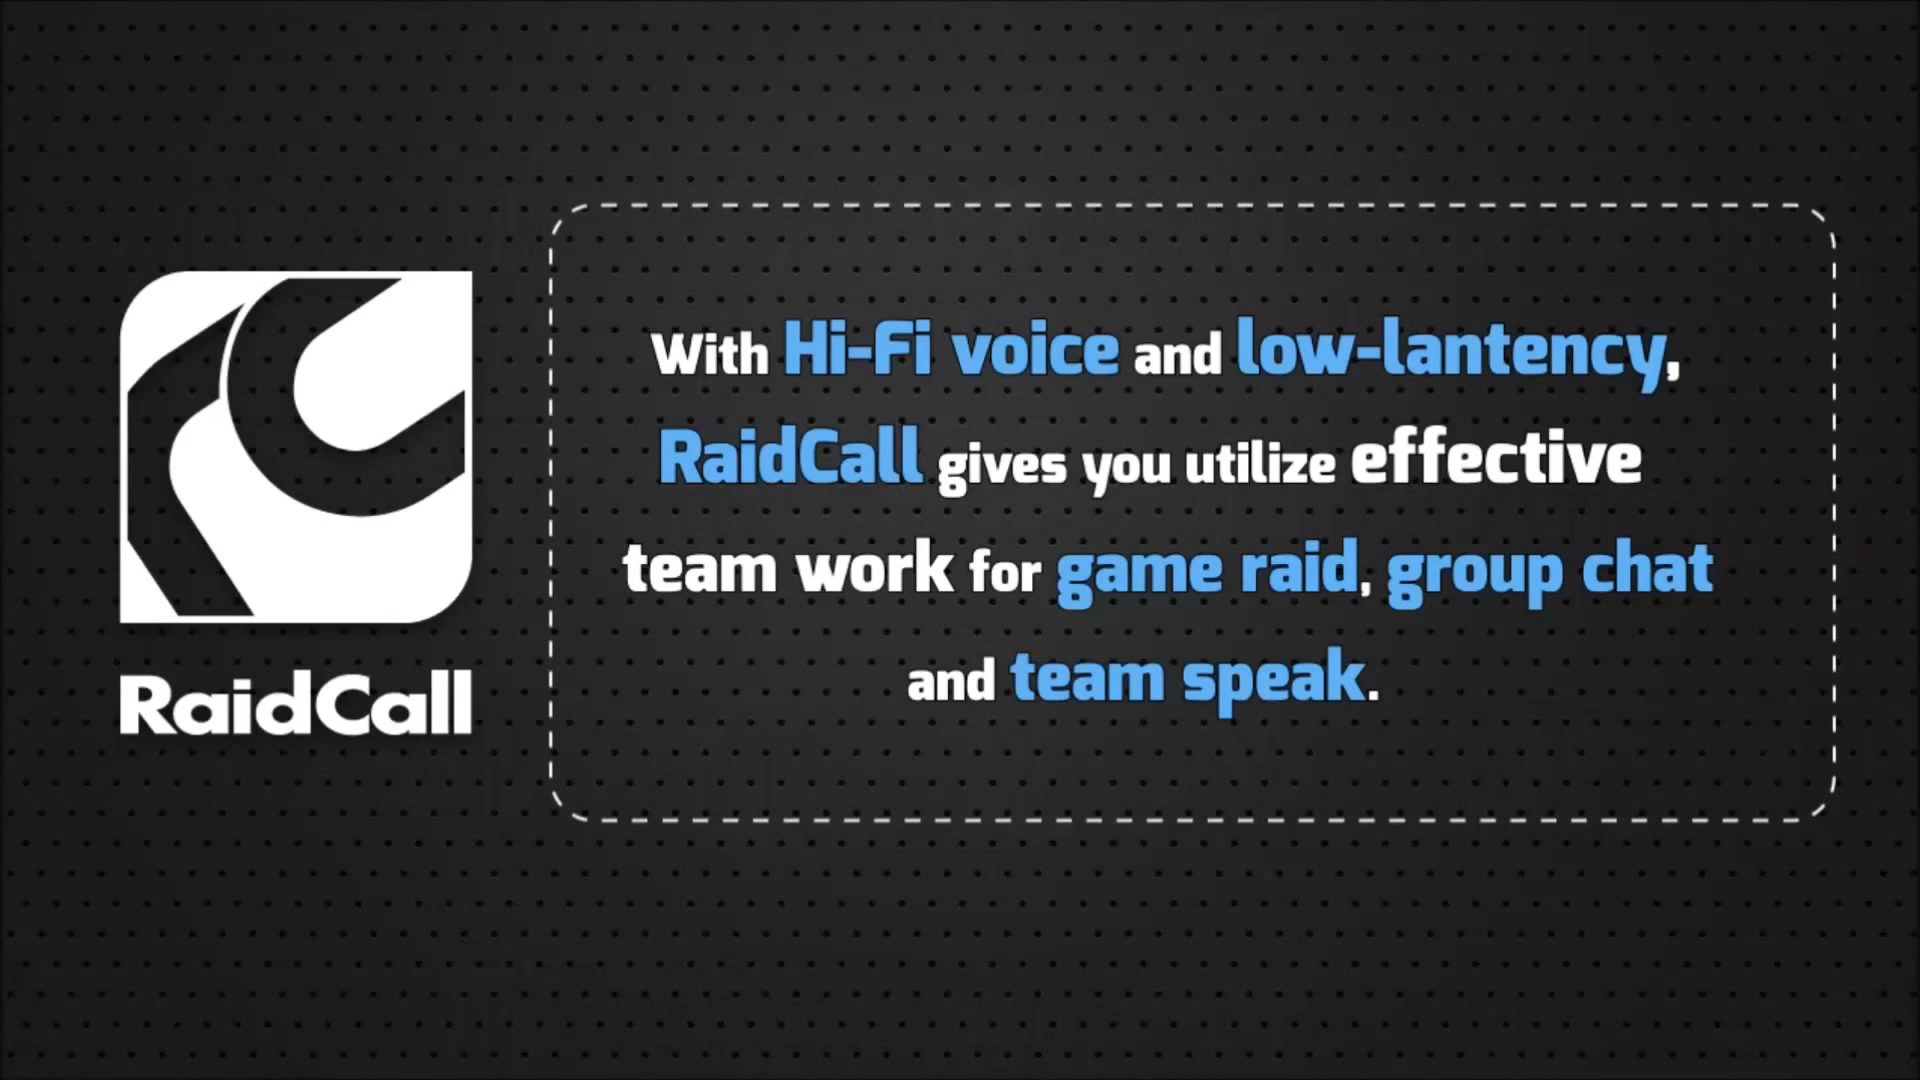 With Hi-Fi voice and low-lantency,
RaidCall gives you utilize effective
team work for game raid, group chat
and team speak.
RaidCall